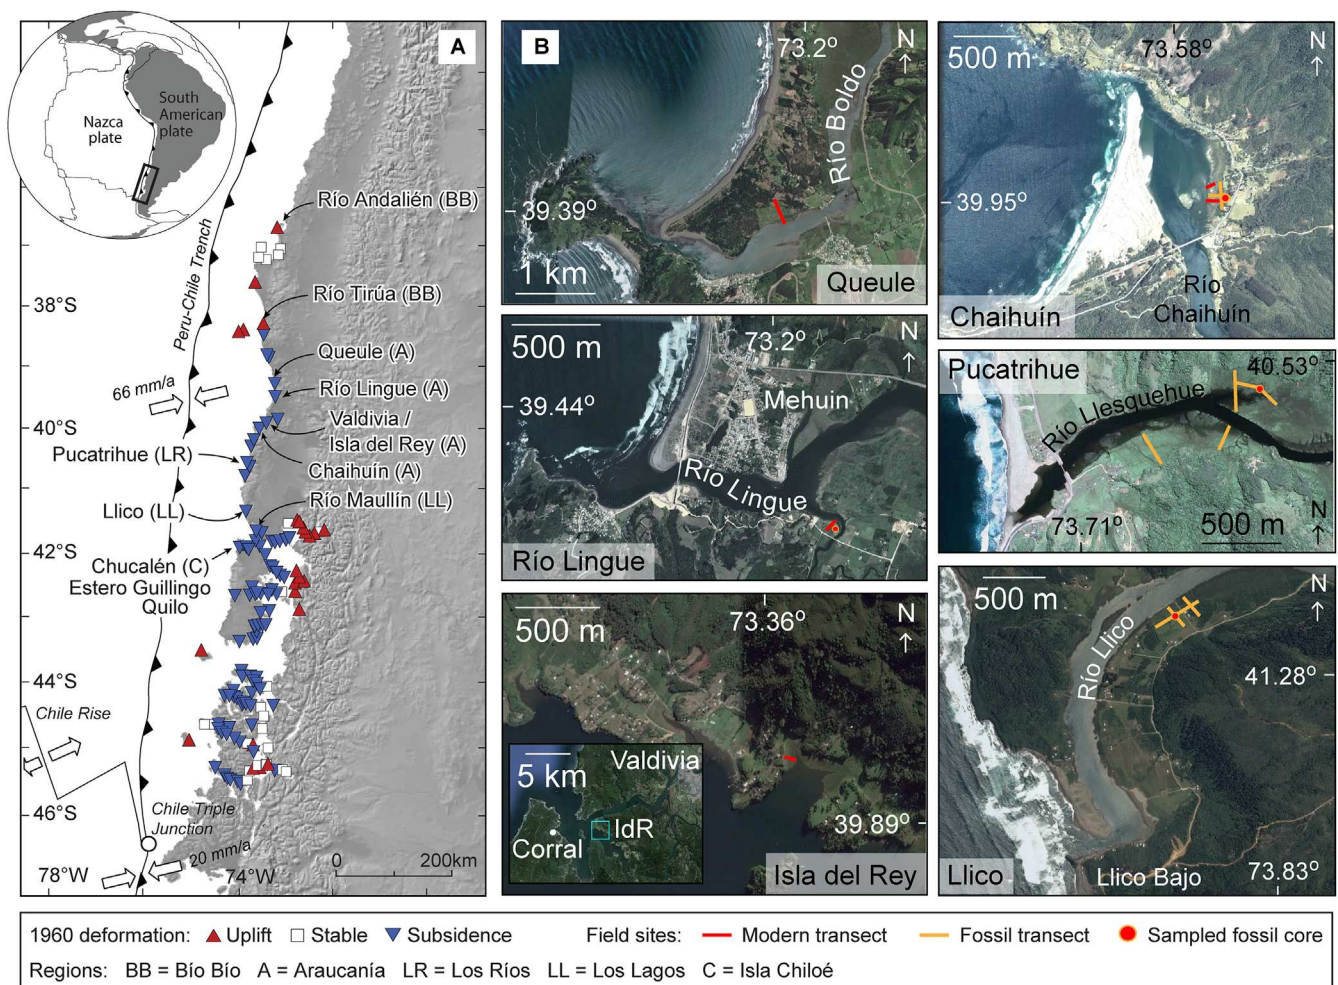 A
Nazca
plate
South
American
plate
Peru-Chile Trench
Río Andalién (BB)
38°S
Río Tirúa (BB)
Queule (A)
66 mm/a
Río Lingue (A)
40°S
Valdivia /
Isla del Rey (A)
Pucatrihue (LR)
Chaihuín (A)
Río Maullín (LL)
Llico (LL)
42°S
Chucalén (C)
Estero Guillingo
Quilo
44°S
Chile Rise
46°S
Chile Triple
Junction
20 mm/a
78°W
74°W
0
200km
B
73.2°
N
Río Boldo
39.39°
1 km
Queule
500 m
73.2°
N
39.44°
Mehuin
Río Lingue
Río Lingue
500 m
73.36°
N
5 km
Valdivia
IdR
Corral
39.89°
Isla del Rey
500 m
73.58°
N
39.95°
Chaihuín
Río
Chaihuín
Pucatrihue
40.53°
Río Llesquehue
N
73.71°
500 m
500 m
N
Río Llico
41.28°
Llico
Llico Bajo
73.83°
1960 deformation: Uplift Stable Subsidence Field sites: Modern transect Fossil transect Sampled fossil core
Regions: BB = Bío Bío A = Araucanía LR = Los Ríos LL = Los Lagos C = Isla Chiloé